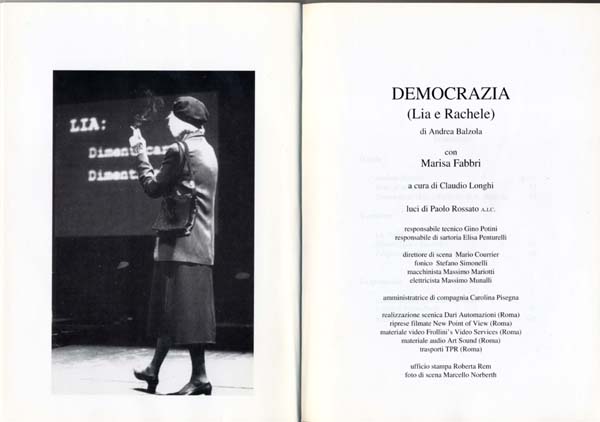 LIA:
Dimenticar
Dimenti
DEMOCRAZIA
(Lia e Rachele)
di Andrea Balzola
con
Marisa Fabbri
a cura di Claudio Longhi
luci di Paolo Rossato A.I.C.
responsabile tecnico Gino Potini
responsabile di sartoria Elisa Penturelli
direttore di scena Mario Courrier
fonico Stefano Simonelli
macchinista Massimo Mariotti
elettricista Massimo Munalli
amministratrice di compagnia Carolina Pisegna
realizzazione scenica Dari Automazioni (Roma)
riprese filmate New Point of View (Roma)
materiale video Frollini's Video Services (Roma)
materiale audio Art Sound (Roma)
trasporti TPR (Roma)
ufficio stampa Roberta Rem
foto di scena Marcello Norberth